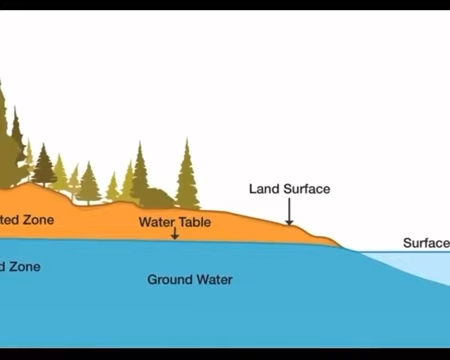 Land Surface
ted Zone
Water Table
Surface
d Zone
Ground Water